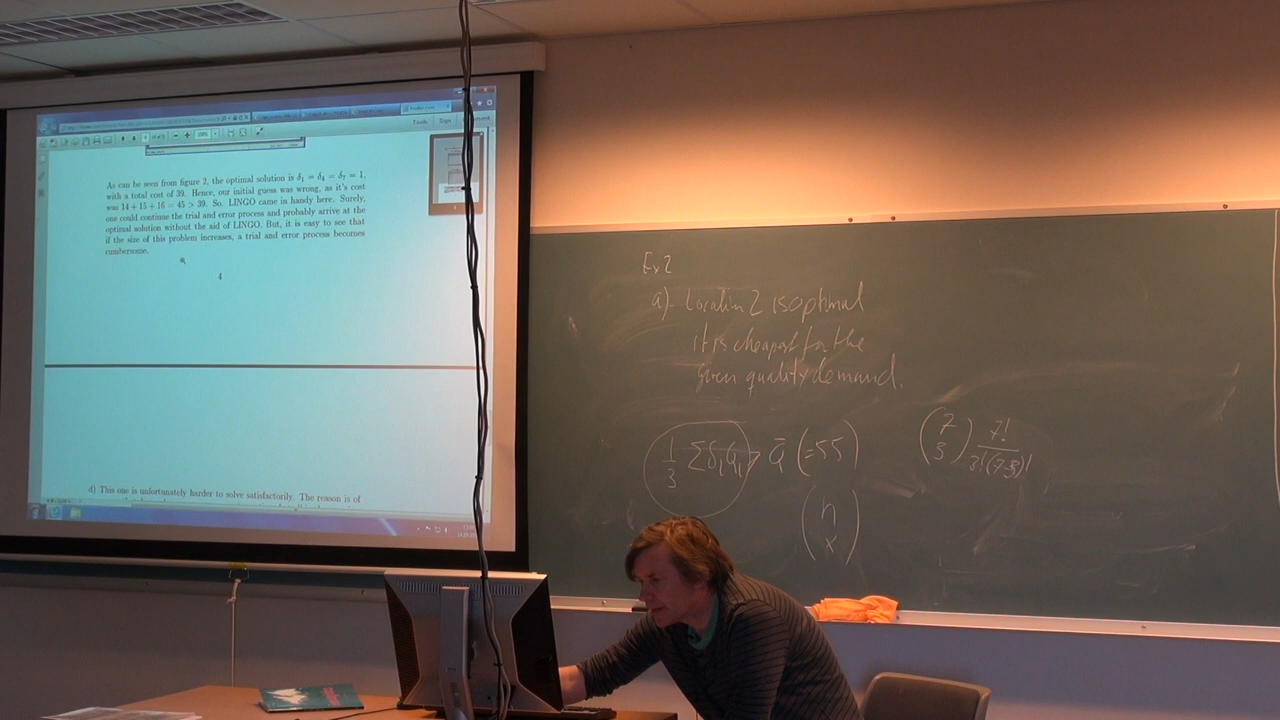 Tools
Sign
As can be seen from figure 2, the optimal solution is δ₁ = δ₄ = δ₇ = 1,
with a total cost of 39. Hence, our initial guess was wrong, as it's cost
was 14 + 15 + 16 = 45 > 39. So. LINGO came in handy here. Surely,
one could continue the trial and error process and probably arrive at the
optimal solution without the aid of LINGO. But, it is easy to see that
if the size of this problem increases, a trial and error process becomes
cumbersome.
4
d) This one is unfortunately harder to solve satisfactorily. The reason is of
Ex 2
a) Location 2 is optimal
it is cheapest for the
given quality demand.
1/3 Σδᵢqᵢ > q̄ (=55)
(n x)
(7 3) 7!/3!(7-3)!